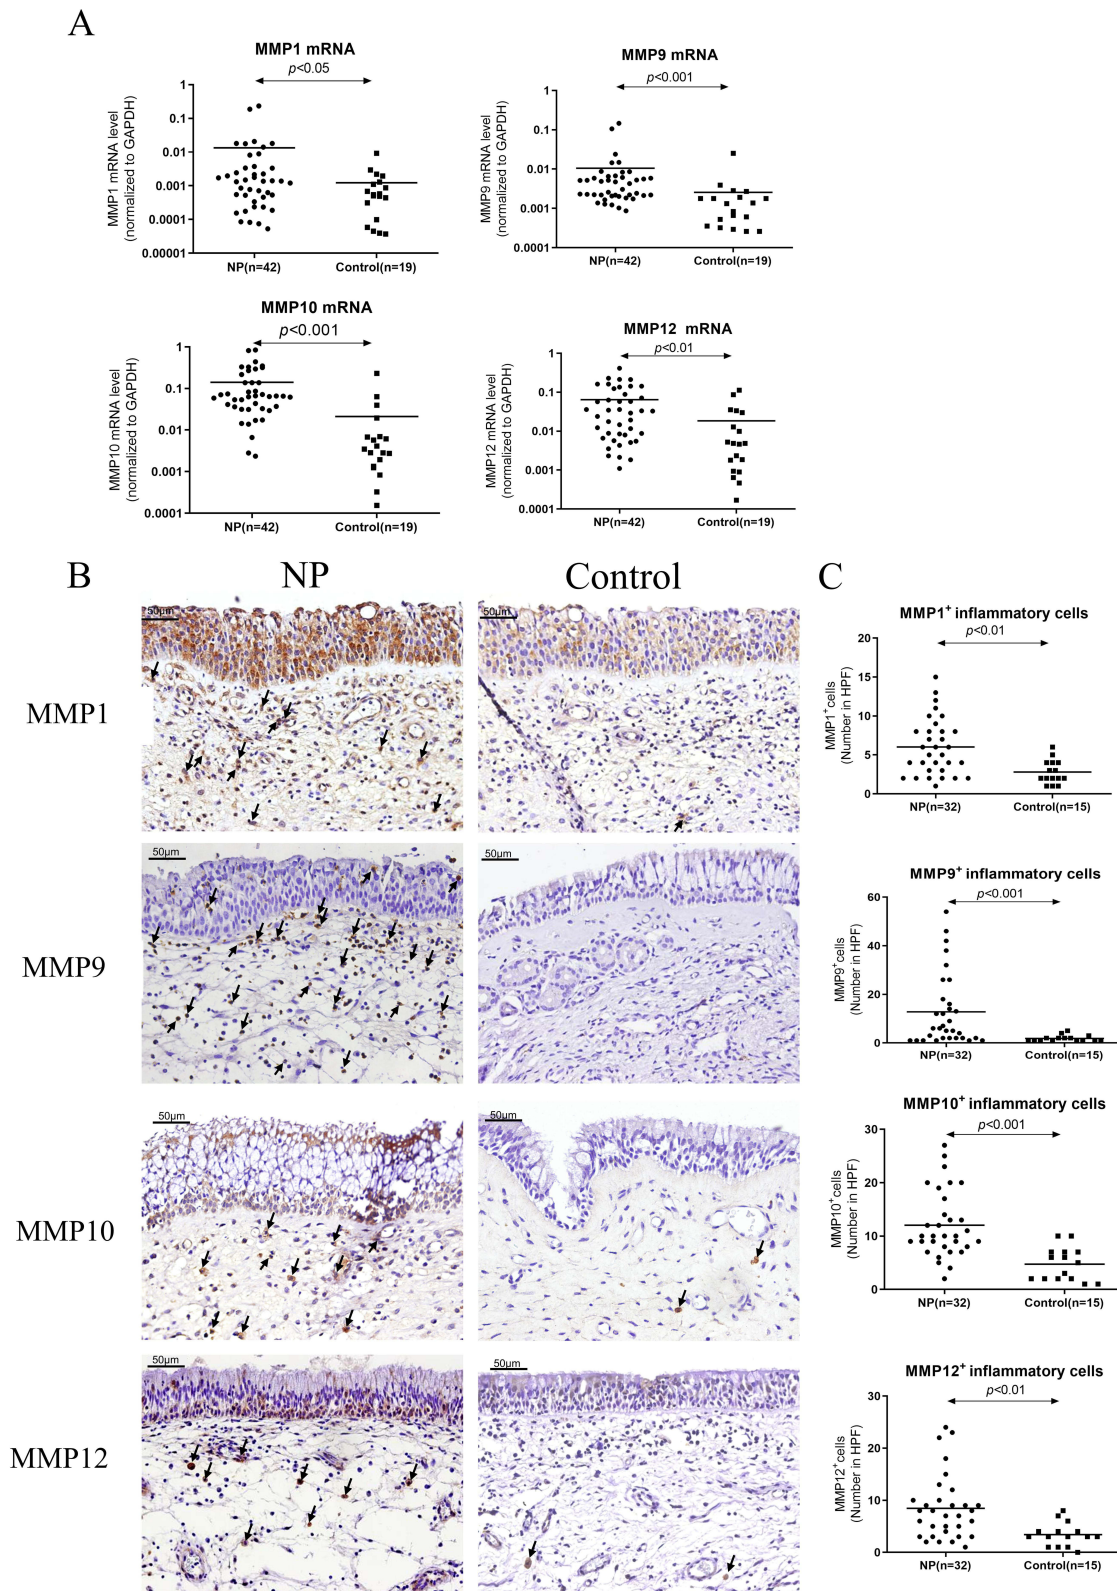 A
MMP1 mRNA
p<0.05
MMP1 mRNA level
(normalized to GAPDH)
1
0.1
0.01
0.001
0.0001
0.00001
NP(n=42)
Control(n=19)
MMP9 mRNA
p<0.001
MMP9 mRNA level
(normalized to GAPDH)
1
0.1
0.01
0.001
0.0001
NP(n=42)
Control(n=19)
MMP10 mRNA
p<0.001
MMP10 mRNA level
(normalized to GAPDH)
1
0.1
0.01
0.001
0.0001
NP(n=42)
Control(n=19)
MMP12 mRNA
p<0.01
MMP12 mRNA level
(normalized to GAPDH)
1
0.1
0.01
0.001
0.0001
NP(n=42)
Control(n=19)
B
NP
Control
MMP1
50μm
50μm
MMP9
50μm
50μm
MMP10
50μm
50μm
MMP12
50μm
50μm
C
MMP1+ inflammatory cells
p<0.01
MMP1+cells
(Number in HPF)
20
15
10
5
0
NP(n=32)
Control(n=15)
MMP9+ inflammatory cells
p<0.001
MMP9+cells
(Number in HPF)
60
40
20
0
NP(n=32)
Control(n=15)
MMP10+ inflammatory cells
p<0.001
MMP10+cells
(Number in HPF)
30
20
10
0
NP(n=32)
Control(n=15)
MMP12+ inflammatory cells
p<0.01
MMP12+cells
(Number in HPF)
30
20
10
0
NP(n=32)
Control(n=15)